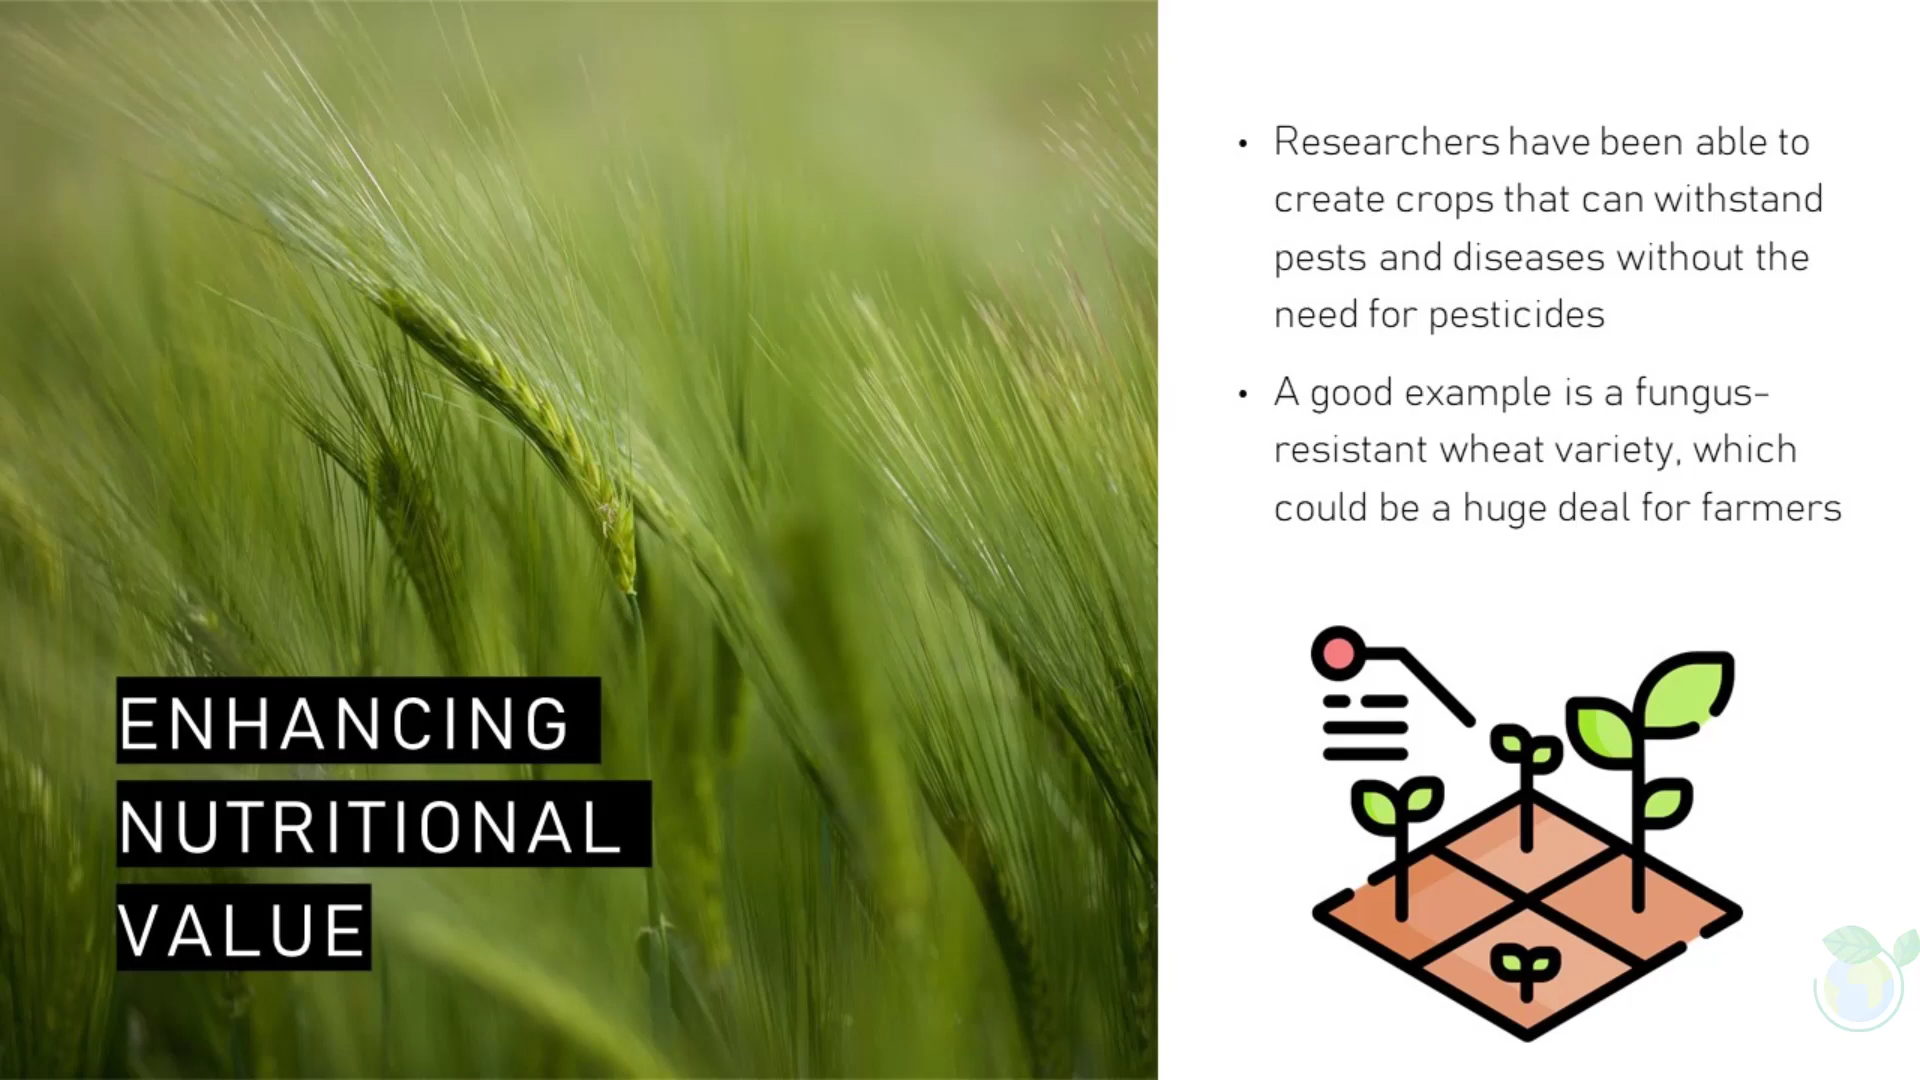 ENHANCING
NUTRITIONAL
VALUE
• Researchers have been able to
create crops that can withstand
pests and diseases without the
need for pesticides
• A good example is a fungus-
resistant wheat variety, which
could be a huge deal for farmers